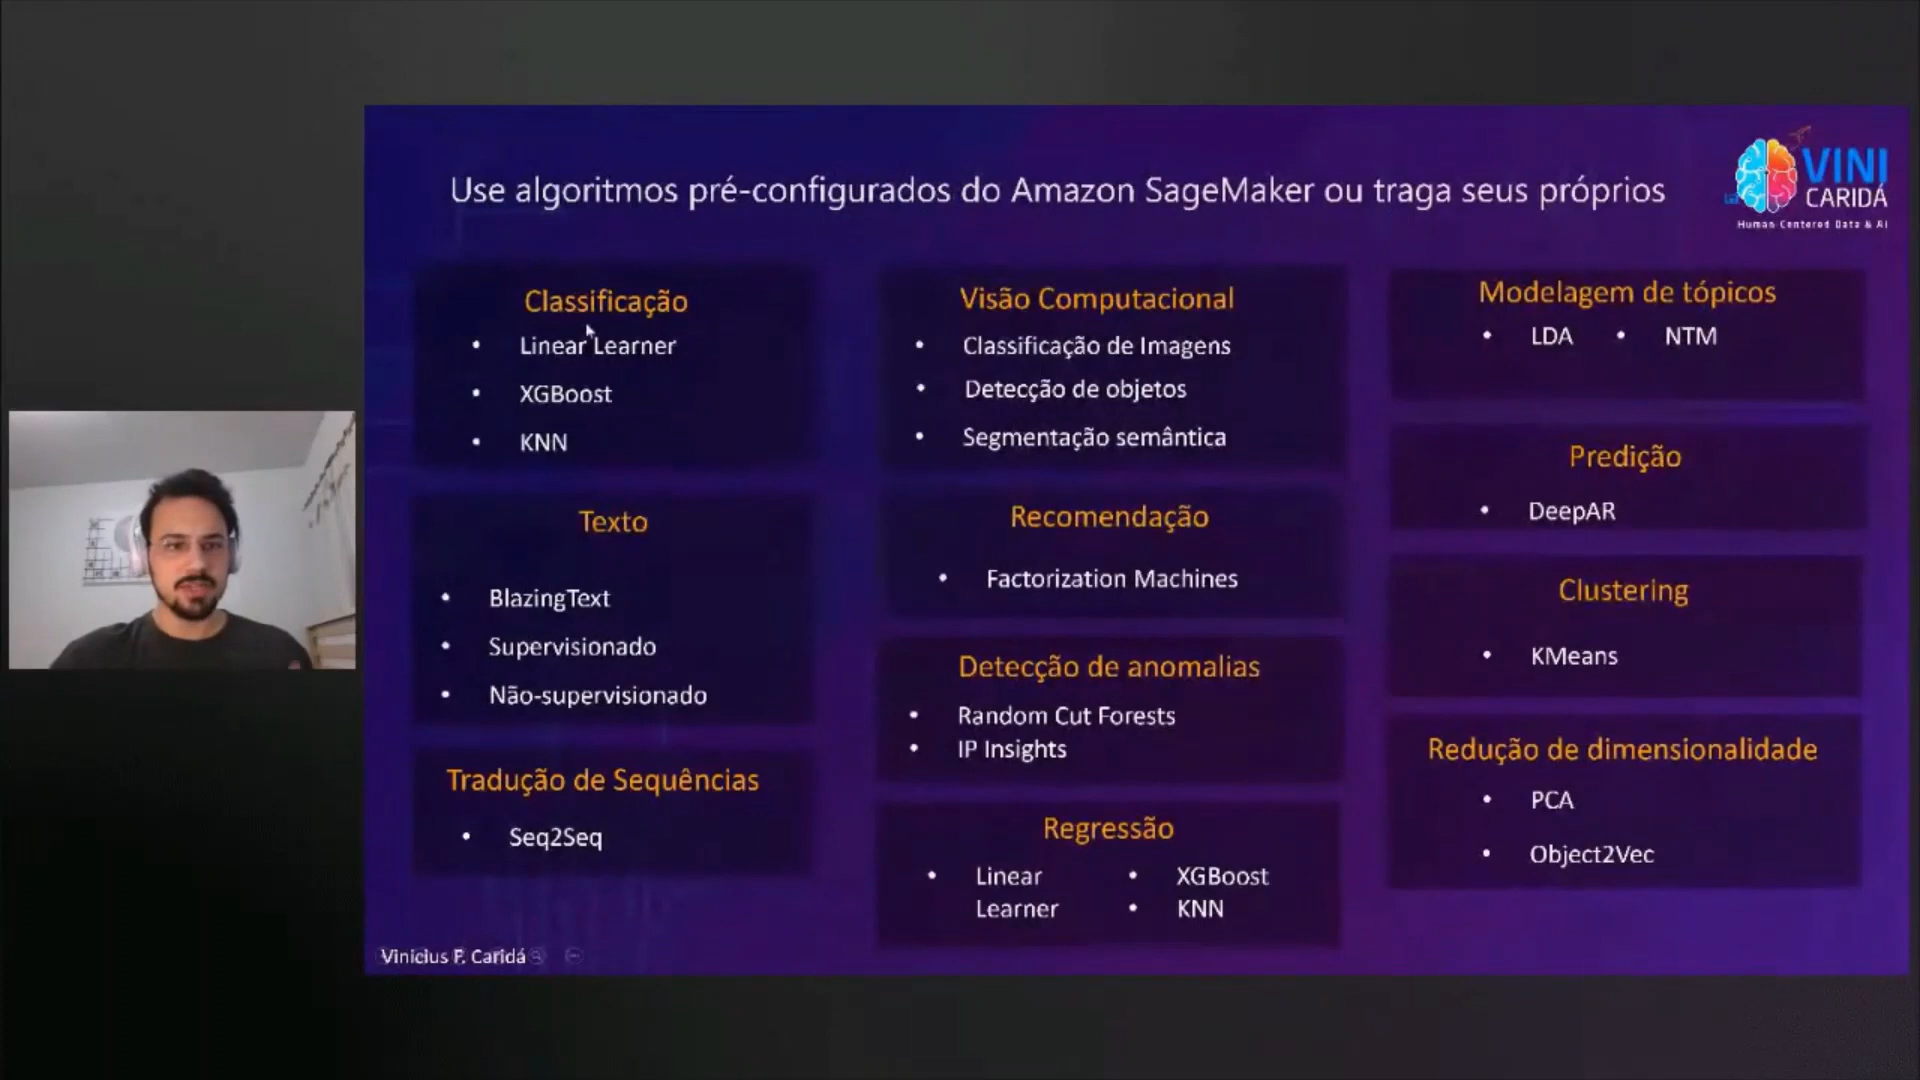 Use algoritmos pré-configurados do Amazon SageMaker ou traga seus próprios
VINI
CARIDÁ
Human Centered Data & AI
Classificação
• Linear Learner
• XGBoost
• KNN
Texto
• BlazingText
• Supervisionado
• Não-supervisionado
Tradução de Sequências
• Seq2Seq
Visão Computacional
• Classificação de Imagens
• Detecção de objetos
• Segmentação semântica
Recomendação
• Factorization Machines
Detecção de anomalias
• Random Cut Forests
• IP Insights
Regressão
• Linear
Learner
• XGBoost
• KNN
Modelagem de tópicos
• LDA • NTM
Predição
• DeepAR
Clustering
• KMeans
Redução de dimensionalidade
• PCA
• Object2Vec
Vinicius F. Caridá